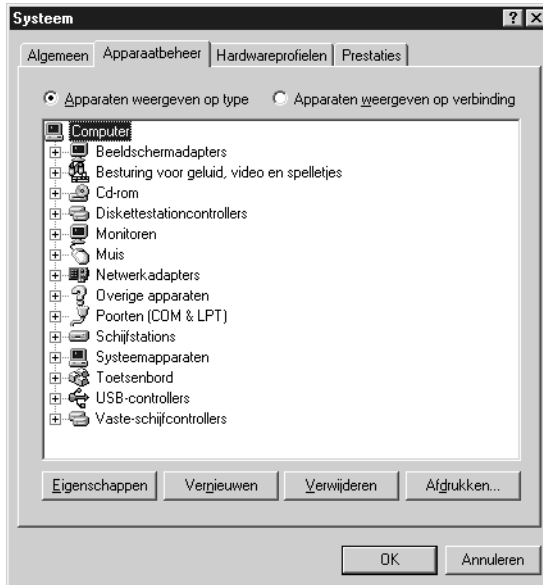 Systeem
Algemeen Apparaatbeheer Hardwareprofielen Prestaties
Apparaten weergeven op type Apparaten weergeven op verbinding
Computer
Beeldschermadapters
Besturing voor geluid, video en spelletjes
Cd-rom
Diskettestationcontrollers
Monitoren
Muis
Netwerkadapters
Overige apparaten
Poorten (COM & LPT)
Schijfstations
Systeemapparaten
Toetsenbord
USB-controllers
Vaste-schijfcontrollers
Eigenschappen Vernieuwen Verwijderen Afdrukken...
OK Annuleren